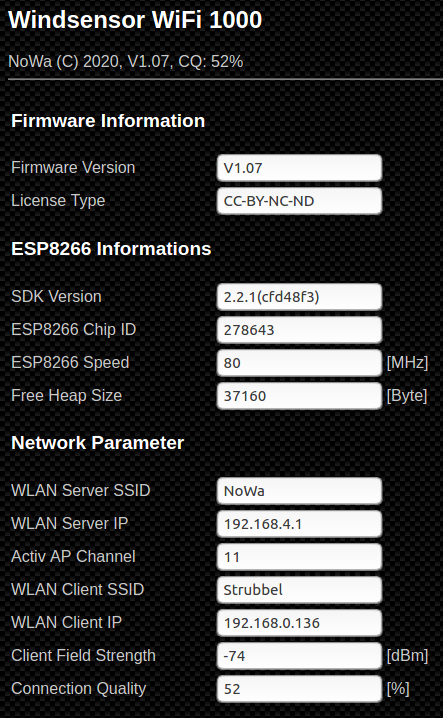 Windsensor WiFi 1000
NoWa (C) 2020, V1.07, CQ: 52%
Firmware Information
Firmware Version V1.07
License Type CC-BY-NC-ND
ESP8266 Informations
SDK Version 2.2.1(cfd48f3)
ESP8266 Chip ID 278643
ESP8266 Speed 80 [MHz]
Free Heap Size 37160 [Byte]
Network Parameter
WLAN Server SSID NoWa
WLAN Server IP 192.168.4.1
Activ AP Channel 11
WLAN Client SSID Strubbel
WLAN Client IP 192.168.0.136
Client Field Strength -74 [dBm]
Connection Quality 52 [%]